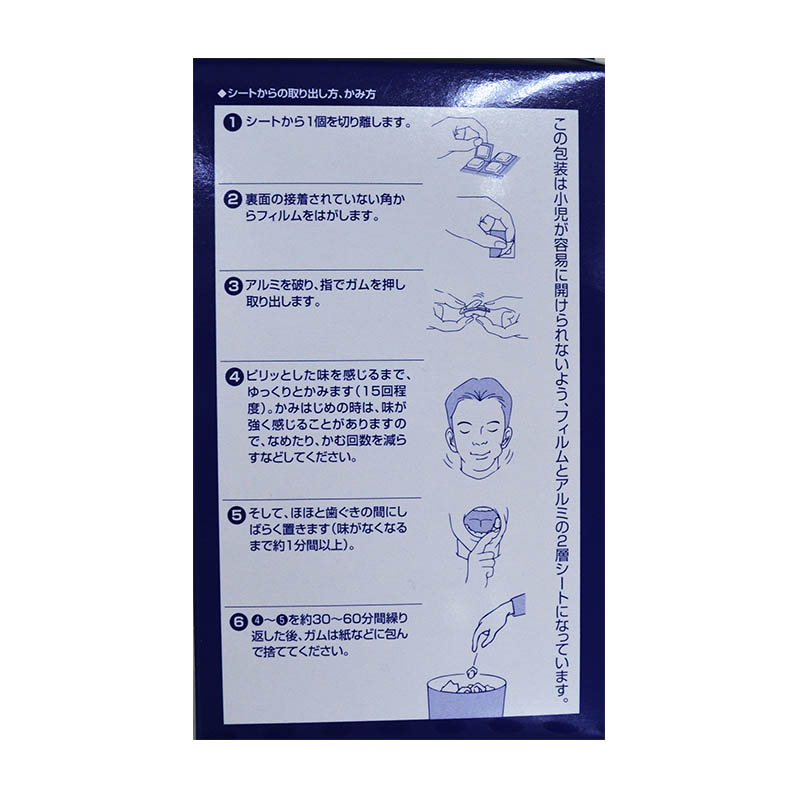 ◆シートからの取り出し方、かみ方
❶ シートから1個を切り離します。
❷ 裏面の接着されていない角か
らフィルムをはがします。
❸ アルミを破り、指でガムを押し
取り出します。
❹ ピリッとした味を感じるまで、
ゆっくりとかみます（15回程
度）。かみはじめの時は、味が
強く感じることがありますの
で、なめたり、かむ回数を減ら
すなどしてください。
❺ そして、ほほと歯ぐきの間にし
ばらく置きます（味がなくなる
まで約1分間以上）。
❻ ❹～❺を約30～60分間繰り
返した後、ガムは紙などに包ん
で捨ててください。
この包装は小児が容易に開けられないよう、フィルムとアルミの2層シートになっています。